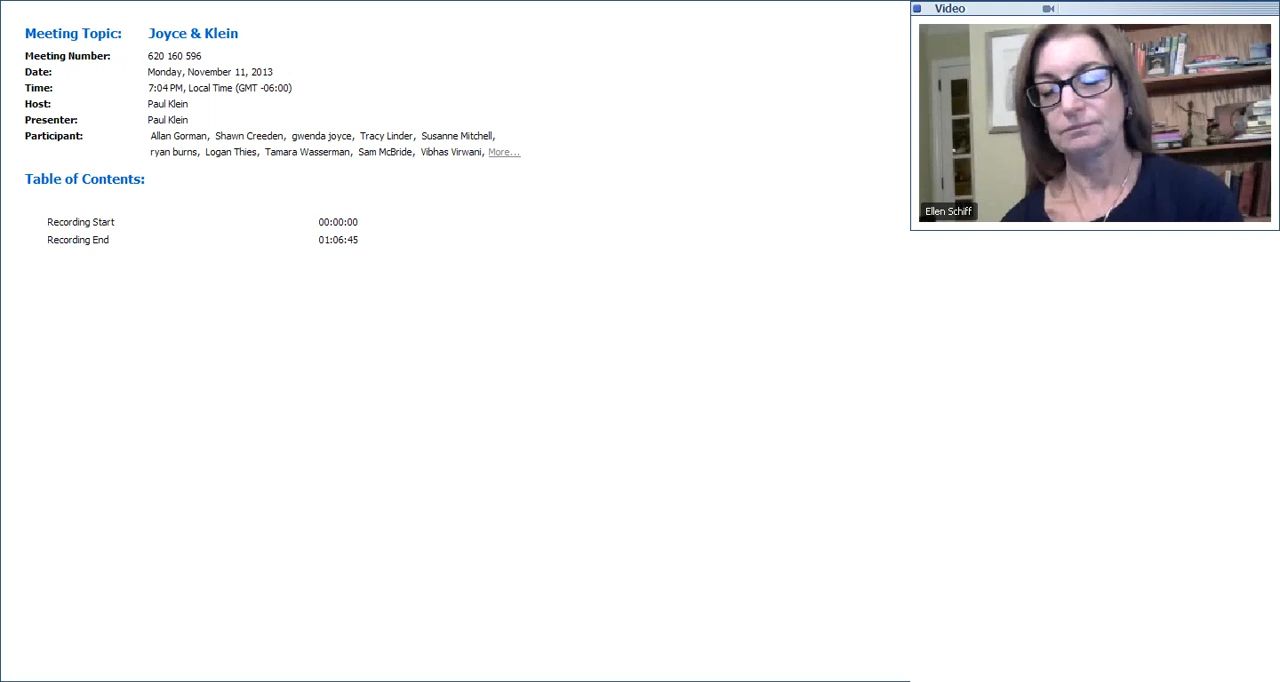 Meeting Topic: Joyce & Klein
Meeting Number: 620 160 596
Date: Monday, November 11, 2013
Time: 7:04 PM, Local Time (GMT -06:00)
Host: Paul Klein
Presenter: Paul Klein
Participant: Allan Gorman, Shawn Creeden, gwenda joyce, Tracy Linder, Susanne Mitchell,
ryan burns, Logan Thies, Tamara Wasserman, Sam McBride, Vibhas Virwani, More...
Table of Contents:
Recording Start 00:00:00
Recording End 01:06:45
Video
Ellen Schiff